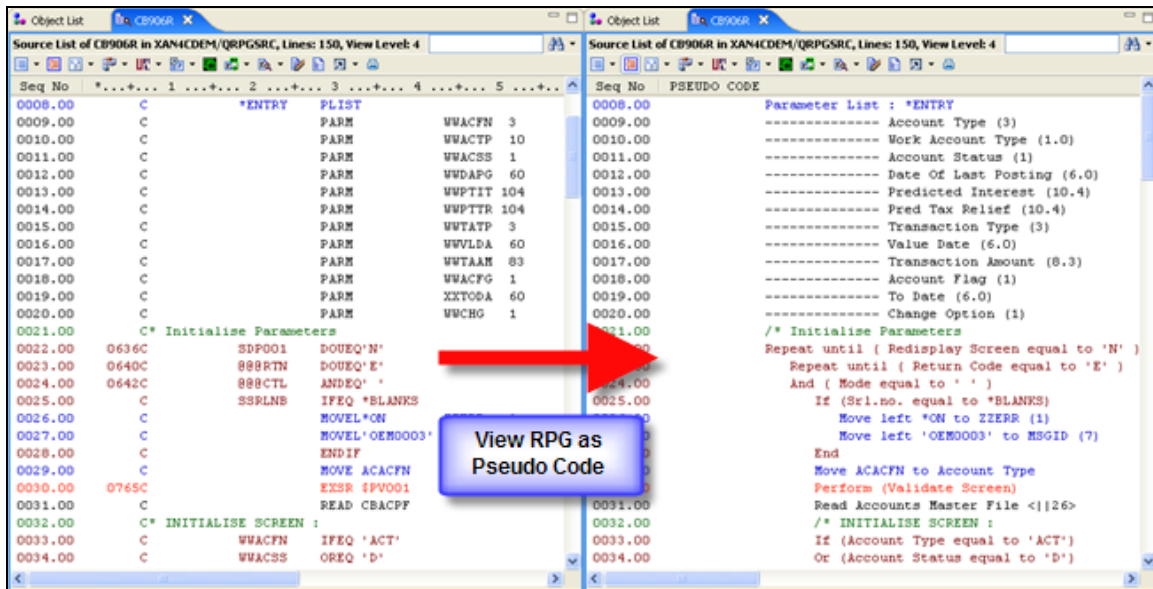 Object List
CB906R
Source List of CB906R in XAN4CDEM/QRPGSRC, Lines: 150, View Level: 4
Seq No *...+... 1 ...+... 2 ...+... 3 ...+... 4 ...+... 5 ...+..
0008.00 C *ENTRY PLIST
0009.00 C PARM WWACFN 3
0010.00 C PARM WWACTP 10
0011.00 C PARM WWACSS 1
0012.00 C PARM WWDAPG 60
0013.00 C PARM WWPTIT 104
0014.00 C PARM WWPTTR 104
0015.00 C PARM WWTATP 3
0016.00 C PARM WWVLDA 60
0017.00 C PARM WWTAAM 83
0018.00 C PARM WWACFG 1
0019.00 C PARM XXTODA 60
0020.00 C PARM WWCHG 1
0021.00 C* Initialise Parameters
0022.00 0636C SDP001 DOUEQ'N'
0023.00 0640C @@@RTN DOUEQ'E'
0024.00 0642C @@@CTL ANDEQ' '
0025.00 C SSRLNB IFEQ *BLANKS
0026.00 C MOVEL*ON
0027.00 C MOVEL'OEM0003'
0028.00 C ENDIF
0029.00 C MOVE ACACFN
0030.00 0765C EXSR $PV001
0031.00 C READ CBACPF
0032.00 C* INITIALISE SCREEN :
0033.00 C WWACFN IFEQ 'ACT'
0034.00 C WWACSS OREQ 'D'
View RPG as
Pseudo Code
Object List
CB906R
Source List of CB906R in XAN4CDEM/QRPGSRC, Lines: 150, View Level: 4
Seq No PSEUDO CODE
0008.00 Parameter List : *ENTRY
0009.00 -------------- Account Type (3)
0010.00 -------------- Work Account Type (1.0)
0011.00 -------------- Account Status (1)
0012.00 -------------- Date Of Last Posting (6.0)
0013.00 -------------- Predicted Interest (10.4)
0014.00 -------------- Pred Tax Relief (10.4)
0015.00 -------------- Transaction Type (3)
0016.00 -------------- Value Date (6.0)
0017.00 -------------- Transaction Amount (8.3)
0018.00 -------------- Account Flag (1)
0019.00 -------------- To Date (6.0)
0020.00 -------------- Change Option (1)
21.00 /* Initialise Parameters
Repeat until ( Redisplay Screen equal to 'N' )
Repeat until ( Return Code equal to 'E' )
24.00 And ( Mode equal to ' ' )
0025.00 If (Srl.no. equal to *BLANKS)
Move left *ON to ZZERR (1)
Move left 'OEM0003' to MSGID (7)
End
Move ACACFN to Account Type
Perform (Validate Screen)
0031.00 Read Accounts Master File <||26>
0032.00 /* INITIALISE SCREEN :
0033.00 If (Account Type equal to 'ACT')
0034.00 Or (Account Status equal to 'D')